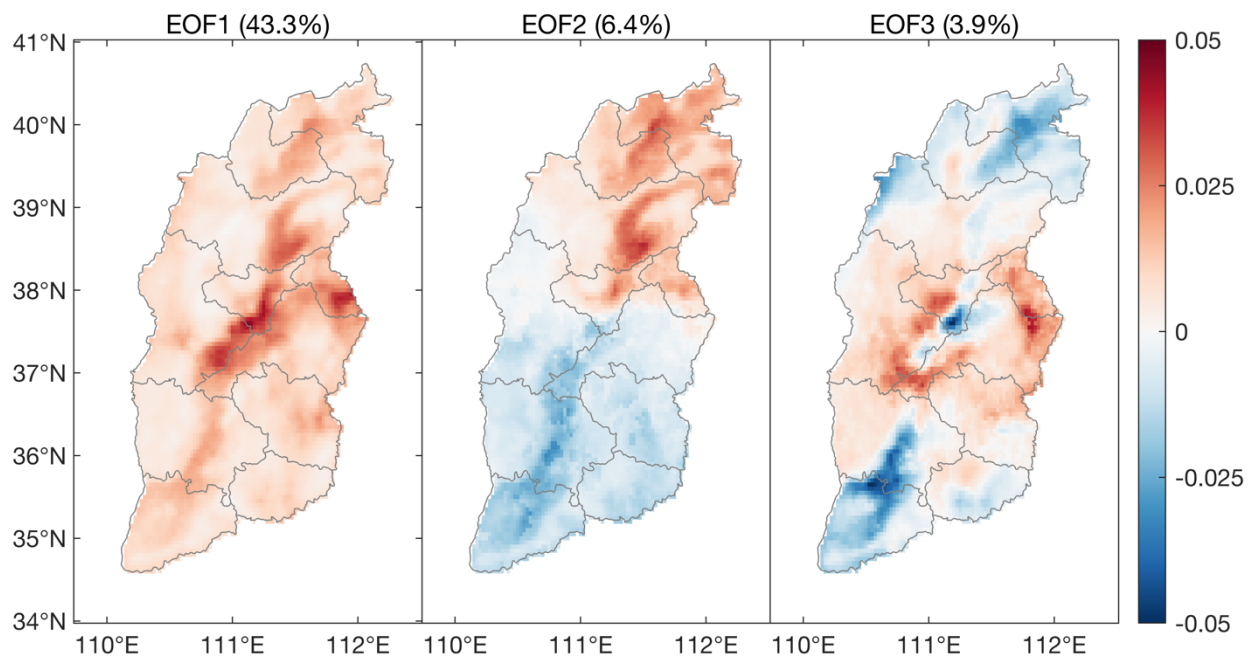 EOF1 (43.3%)
EOF2 (6.4%)
EOF3 (3.9%)
41°N
40°N
39°N
38°N
37°N
36°N
35°N
34°N
110°E
111°E
112°E
110°E
111°E
112°E
110°E
111°E
112°E
0.05
0.025
0
-0.025
-0.05